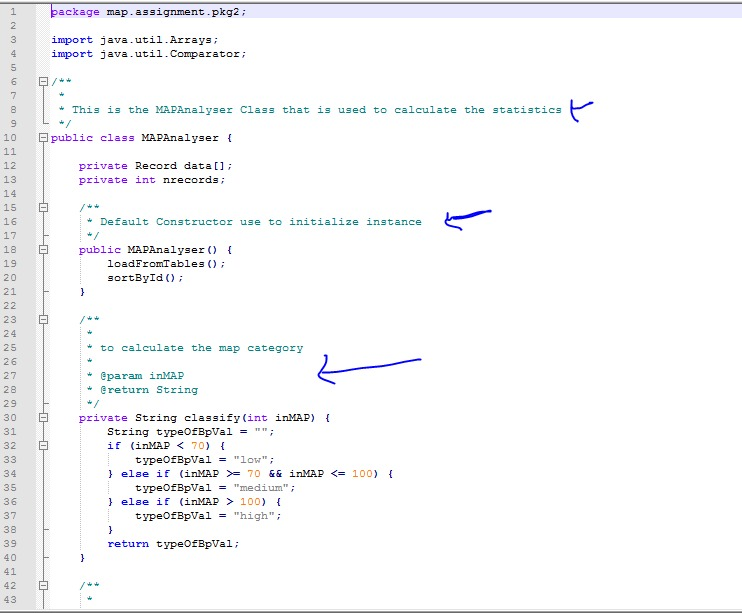 1 package map.assignment.pkg2;
2
3 import java.util.Arrays;
4 import java.util.Comparator;
5
6 /**
7 *
8 * This is the MAPAnalyser Class that is used to calculate the statistics
9 */
10 public class MAPAnalyser {
11
12 private Record data[];
13 private int nrecords;
14
15 /**
16 * Default Constructor use to initialize instance
17 */
18 public MAPAnalyser() {
19 loadFromTables();
20 sortById();
21 }
22
23 /**
24 *
25 * to calculate the map category
26 *
27 * @param inMAP
28 * @return String
29 */
30 private String classify(int inMAP) {
31 String typeOfBpVal = "";
32 if (inMAP < 70) {
33 typeOfBpVal = "low";
34 } else if (inMAP >= 70 && inMAP <= 100) {
35 typeOfBpVal = "medium";
36 } else if (inMAP > 100) {
37 typeOfBpVal = "high";
38 }
39 return typeOfBpVal;
40 }
41
42 /**
43 *